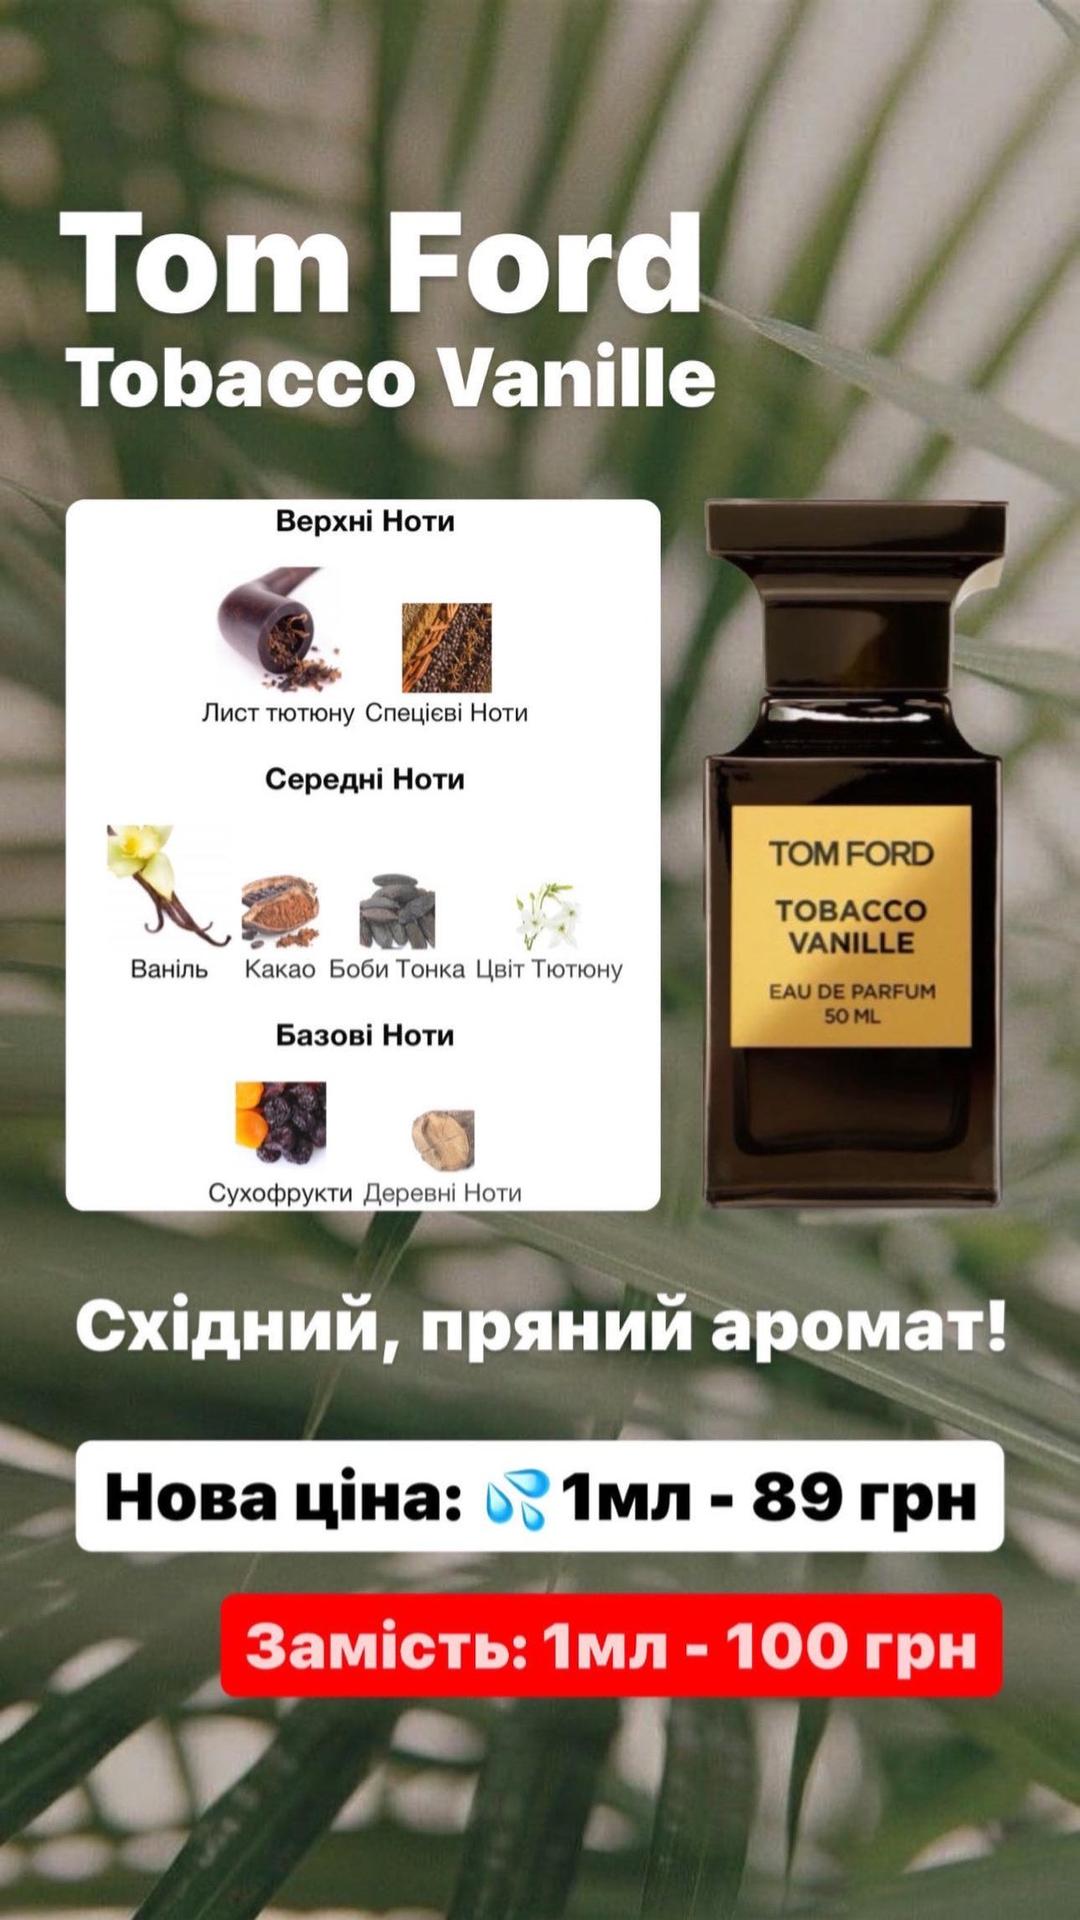 Tom Ford
Tobacco Vanille
Верхні Ноти
Лист тютюну Спецієві Ноти
Середні Ноти
Ваніль Какао Боби Тонка Цвіт Тютюну
Базові Ноти
Сухофрукти Деревні Ноти
TOM FORD
TOBACCO
VANILLE
EAU DE PARFUM
50 ML
Східний, пряний аромат!
Нова ціна: 💦 1мл - 89 грн
Замість: 1мл - 100 грн